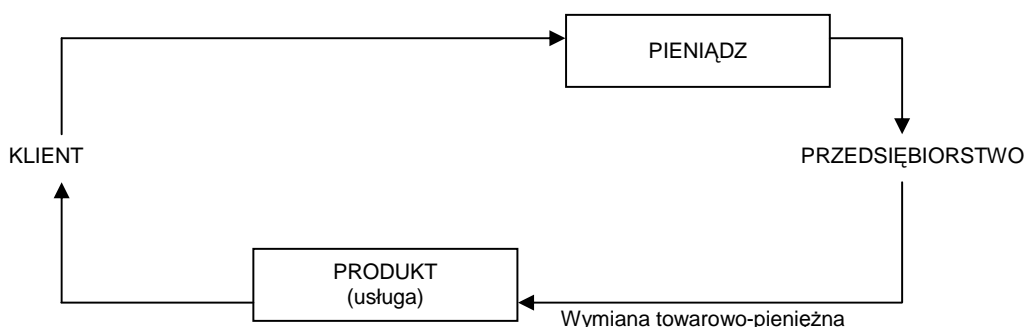 PIENIĄDZ
KLIENT
PRZEDSIĘBIORSTWO
PRODUKT
(usługa)
Wymiana towarowo-pieniężna